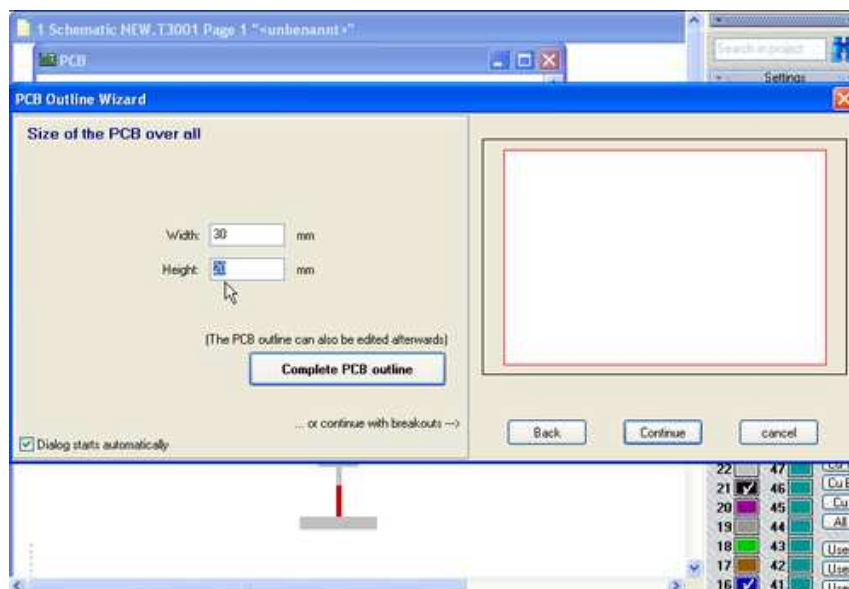 1 Schematic NEW.T3001 Page 1 "<unbenannt>"
PCB
Search in project
Settings
PCB Outline Wizard
Size of the PCB over all
Width: 30 mm
Height: 20 mm
(The PCB outline can also be edited afterwards)
Complete PCB outline
... or continue with breakouts --->
Dialog starts automatically
Back
Continue
cancel
22 47
21 46
20 45 Cu
19 44 All
18 43
17 42
16 41